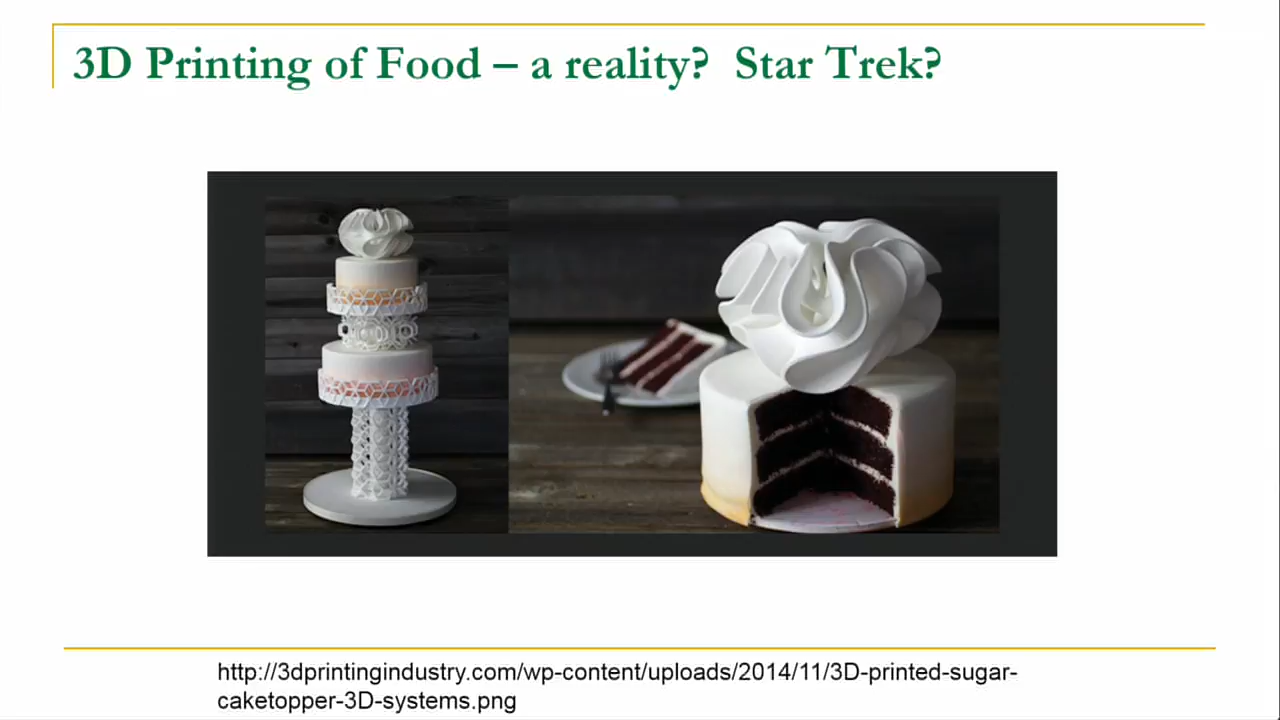 3D Printing of Food – a reality?  Star Trek?
http://3dprintingindustry.com/wp-content/uploads/2014/11/3D-printed-sugar-
caketopper-3D-systems.png